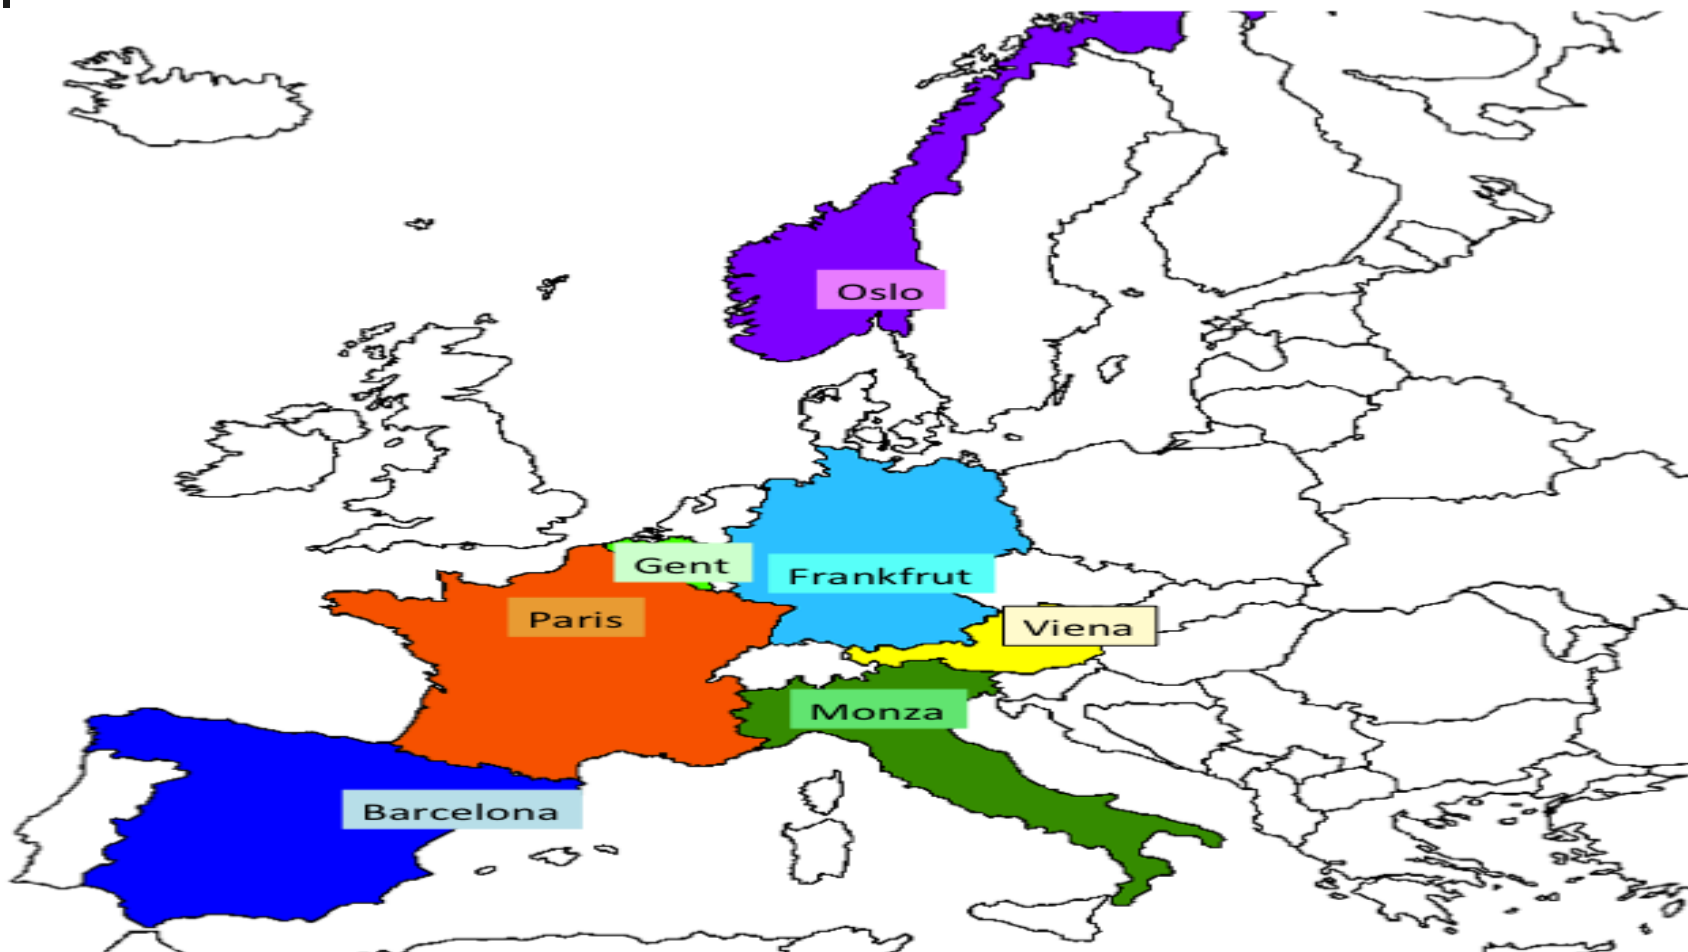 Oslo
Gent
Frankfrut
Paris
Viena
Monza
Barcelona